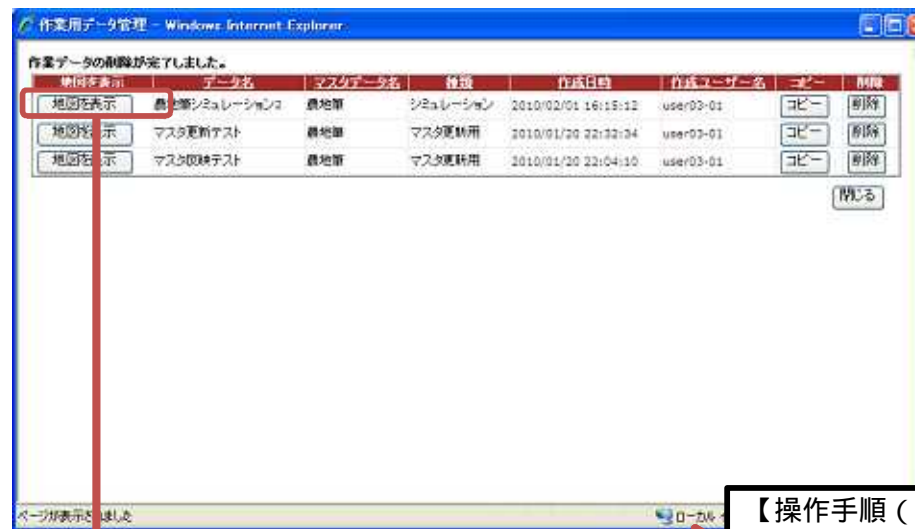 作業用データ管理 - Windows Internet Explorer
作業データの削除が完了しました。
地図を表示 データ名 マスタデータ名 種類 作成日時 作成ユーザー名 コピー 削除
地図を表示 農地筆シミュレーション2 農地筆 シミュレーション 2010/02/01 16:15:12 user03-01 コピー 削除
地図を表示 マスタ更新テスト 農地筆 マスタ更新用 2010/01/20 22:32:34 user03-01 コピー 削除
地図を表示 マスタ反映テスト 農地筆 マスタ更新用 2010/01/20 22:04:10 user03-01 コピー 削除
閉じる
ページが表示されました ローカル
【操作手順（